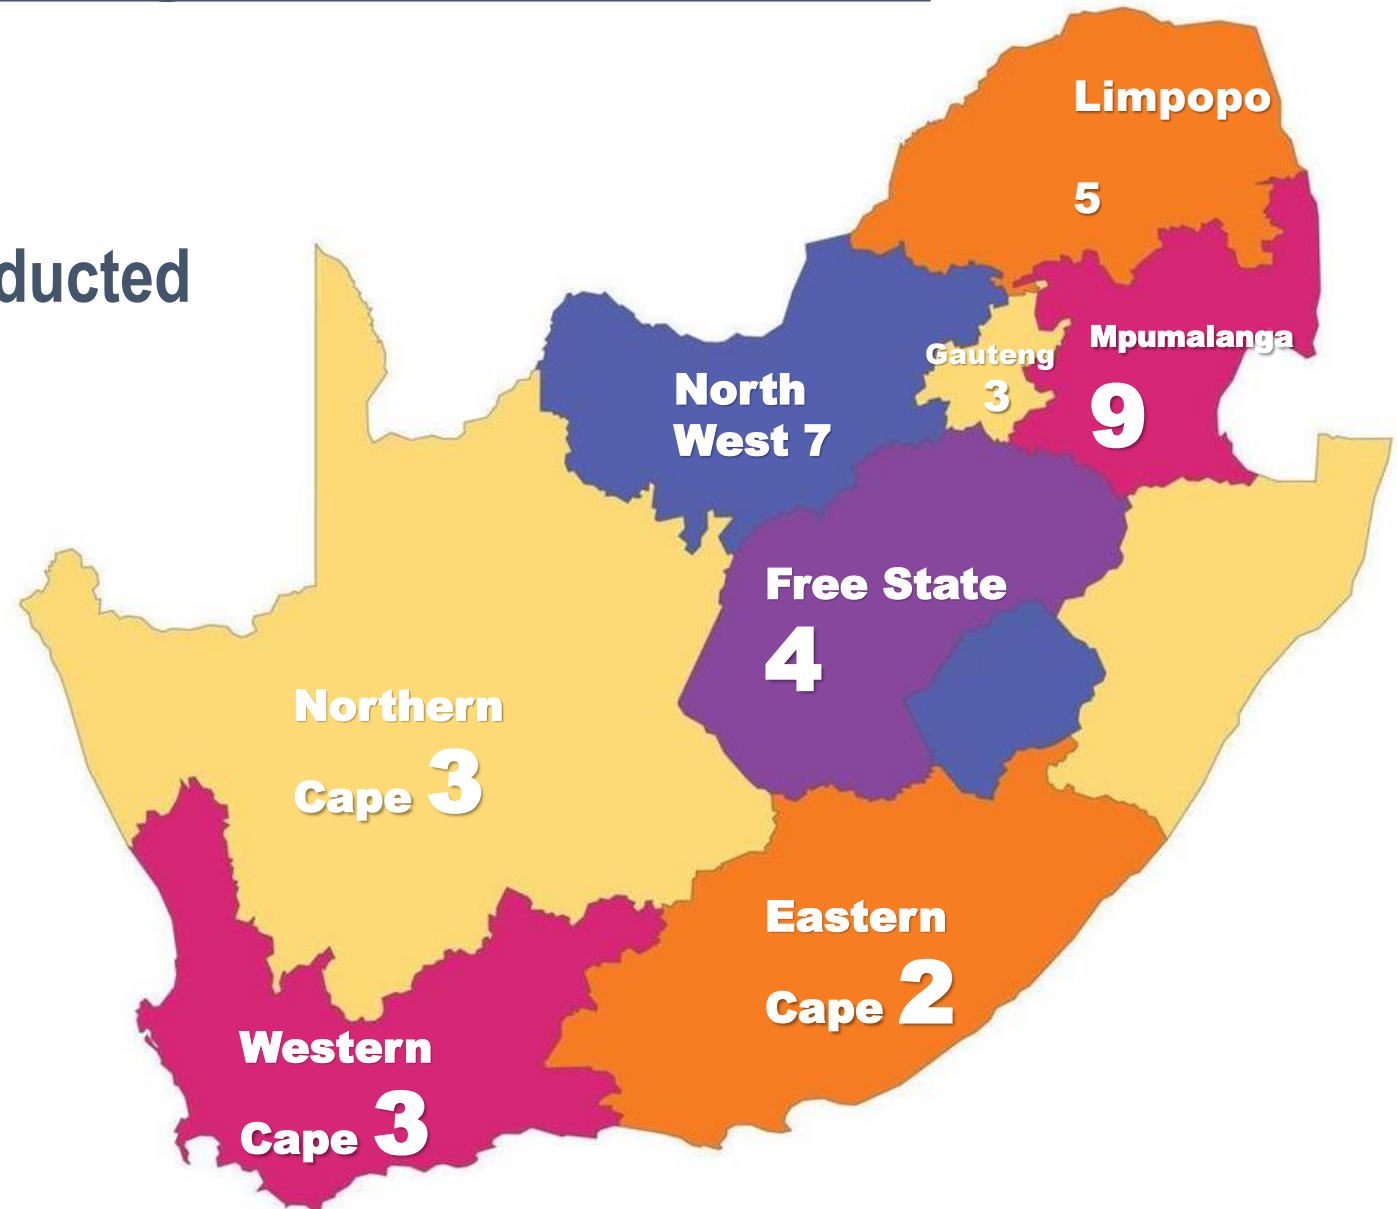 Limpopo
5
ducted
Mpumalanga
9
Gauteng
3
North
West 7
Free State
4
Northern
Cape 3
Eastern
Cape 2
Western
Cape 3